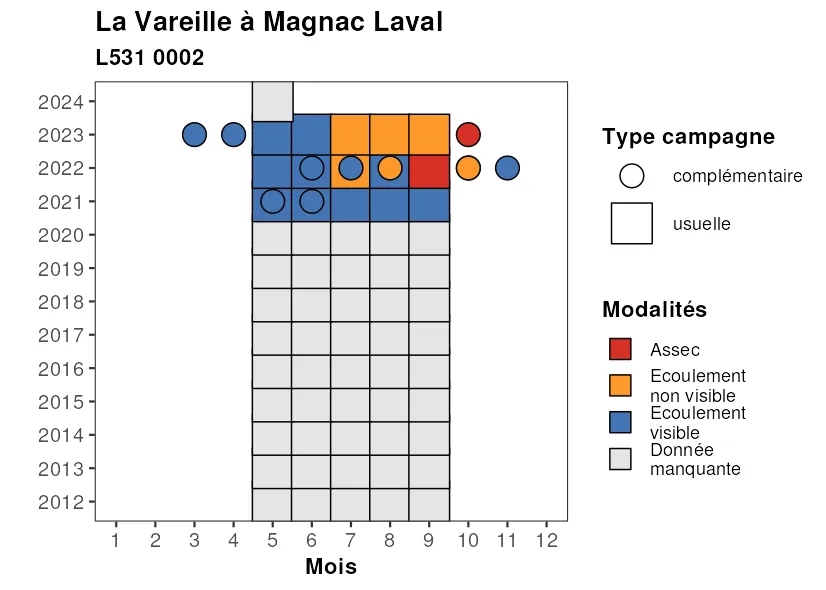 La Vareille à Magnac Laval
L531 0002
2024
2023
2022
2021
2020
2019
2018
2017
2016
2015
2014
2013
2012
1 2 3 4 5 6 7 8 9 10 11 12
Mois
Type campagne
complémentaire
usuelle
Modalités
Assec
Ecoulement
non visible
Ecoulement
visible
Donnée
manquante